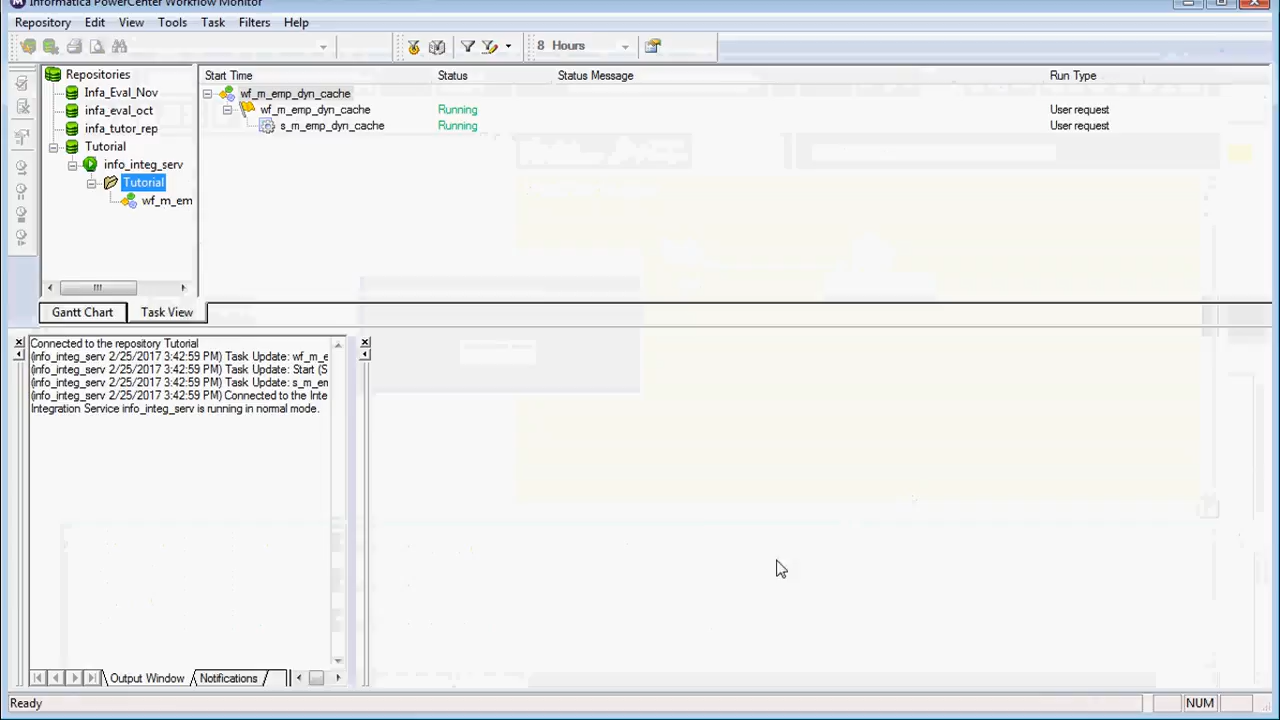 Informatica PowerCenter Workflow Monitor
Repository Edit View Tools Task Filters Help
8 Hours
Repositories
Infa_Eval_Nov
infa_eval_oct
infa_tutor_rep
Tutorial
info_integ_serv
Tutorial
wf_m_em
Start Time Status Status Message Run Type
wf_m_emp_dyn_cache
wf_m_emp_dyn_cache Running User request
s_m_emp_dyn_cache Running User request
Gantt Chart Task View
Connected to the repository Tutorial
(info_integ_serv 2/25/2017 3:42:59 PM) Task Update: wf_m_e
(info_integ_serv 2/25/2017 3:42:59 PM) Task Update: Start (S
(info_integ_serv 2/25/2017 3:42:59 PM) Task Update: s_m_em
(info_integ_serv 2/25/2017 3:42:59 PM) Connected to the Inte
Integration Service info_integ_serv is running in normal mode.
Output Window Notifications
Ready NUM